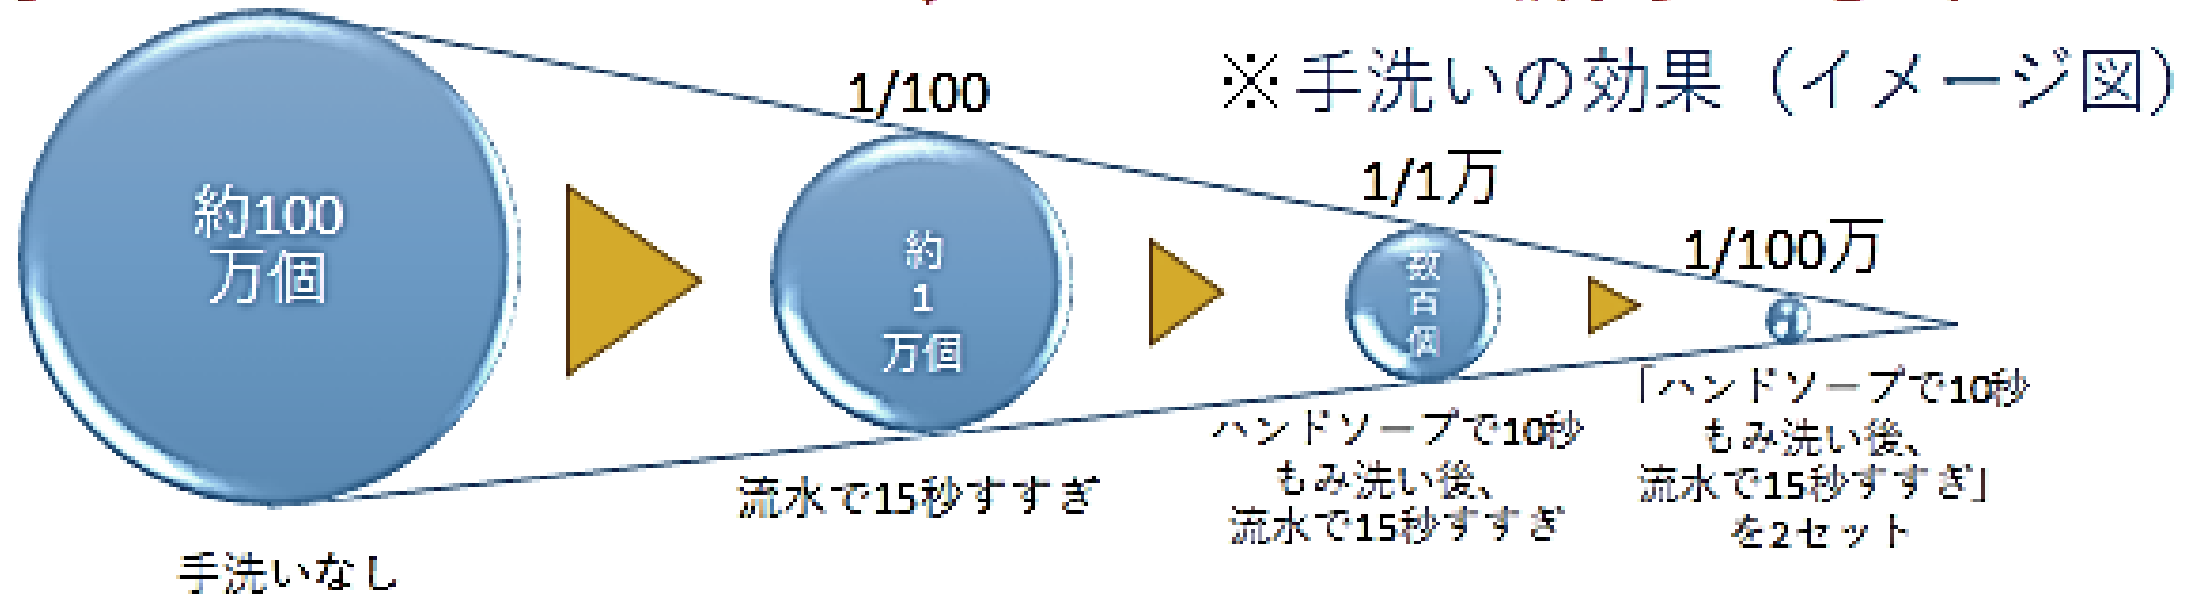 ※手洗いの効果（イメージ図）
約100
万個
手洗いなし
1/100
約
1
万個
流水で15秒すすぎ
1/1万
数
百
個
ハンドソープで10秒
もみ洗い後、
流水で15秒すすぎ
1/100万
「ハンドソープで10秒
もみ洗い後、
流水で15秒すすぎ」
を2セット